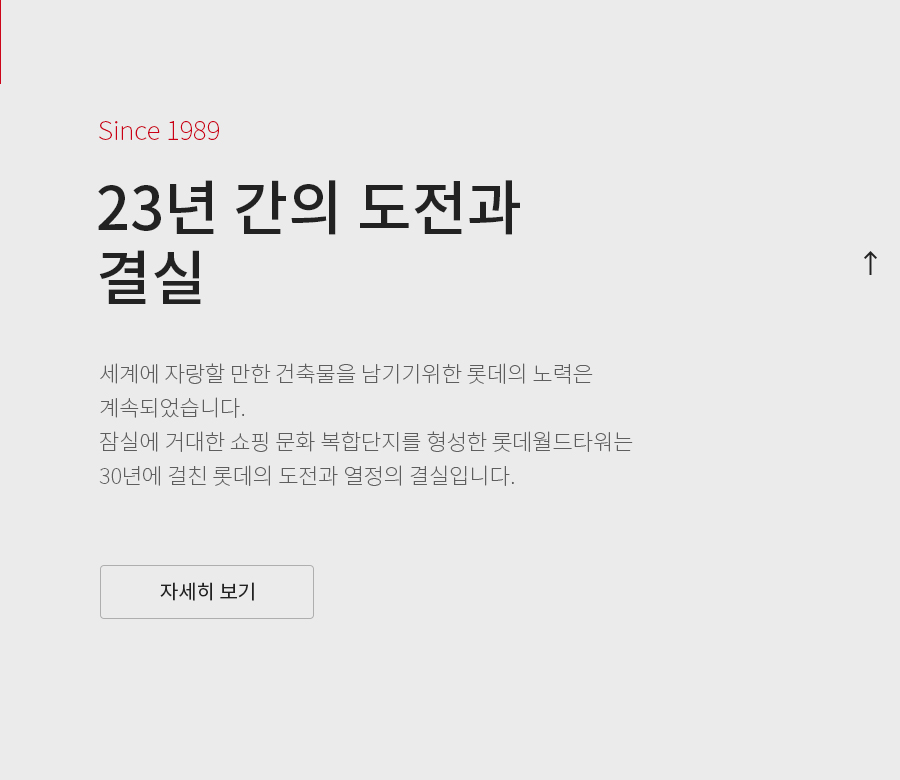 Since 1989
23년 간의 도전과
결실
세계에 자랑할 만한 건축물을 남기기위한 롯데의 노력은
계속되었습니다.
잠실에 거대한 쇼핑 문화 복합단지를 형성한 롯데월드타워는
30년에 걸친 롯데의 도전과 열정의 결실입니다.
자세히 보기